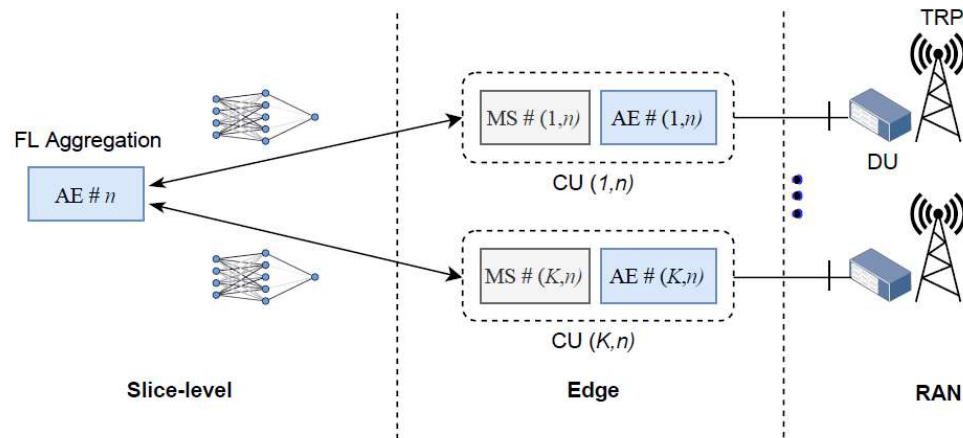 TRP
FL Aggregation
AE # n
MS # (1,n)
AE # (1,n)
CU (1,n)
DU
MS # (K,n)
AE # (K,n)
CU (K,n)
Slice-level
Edge
RAN